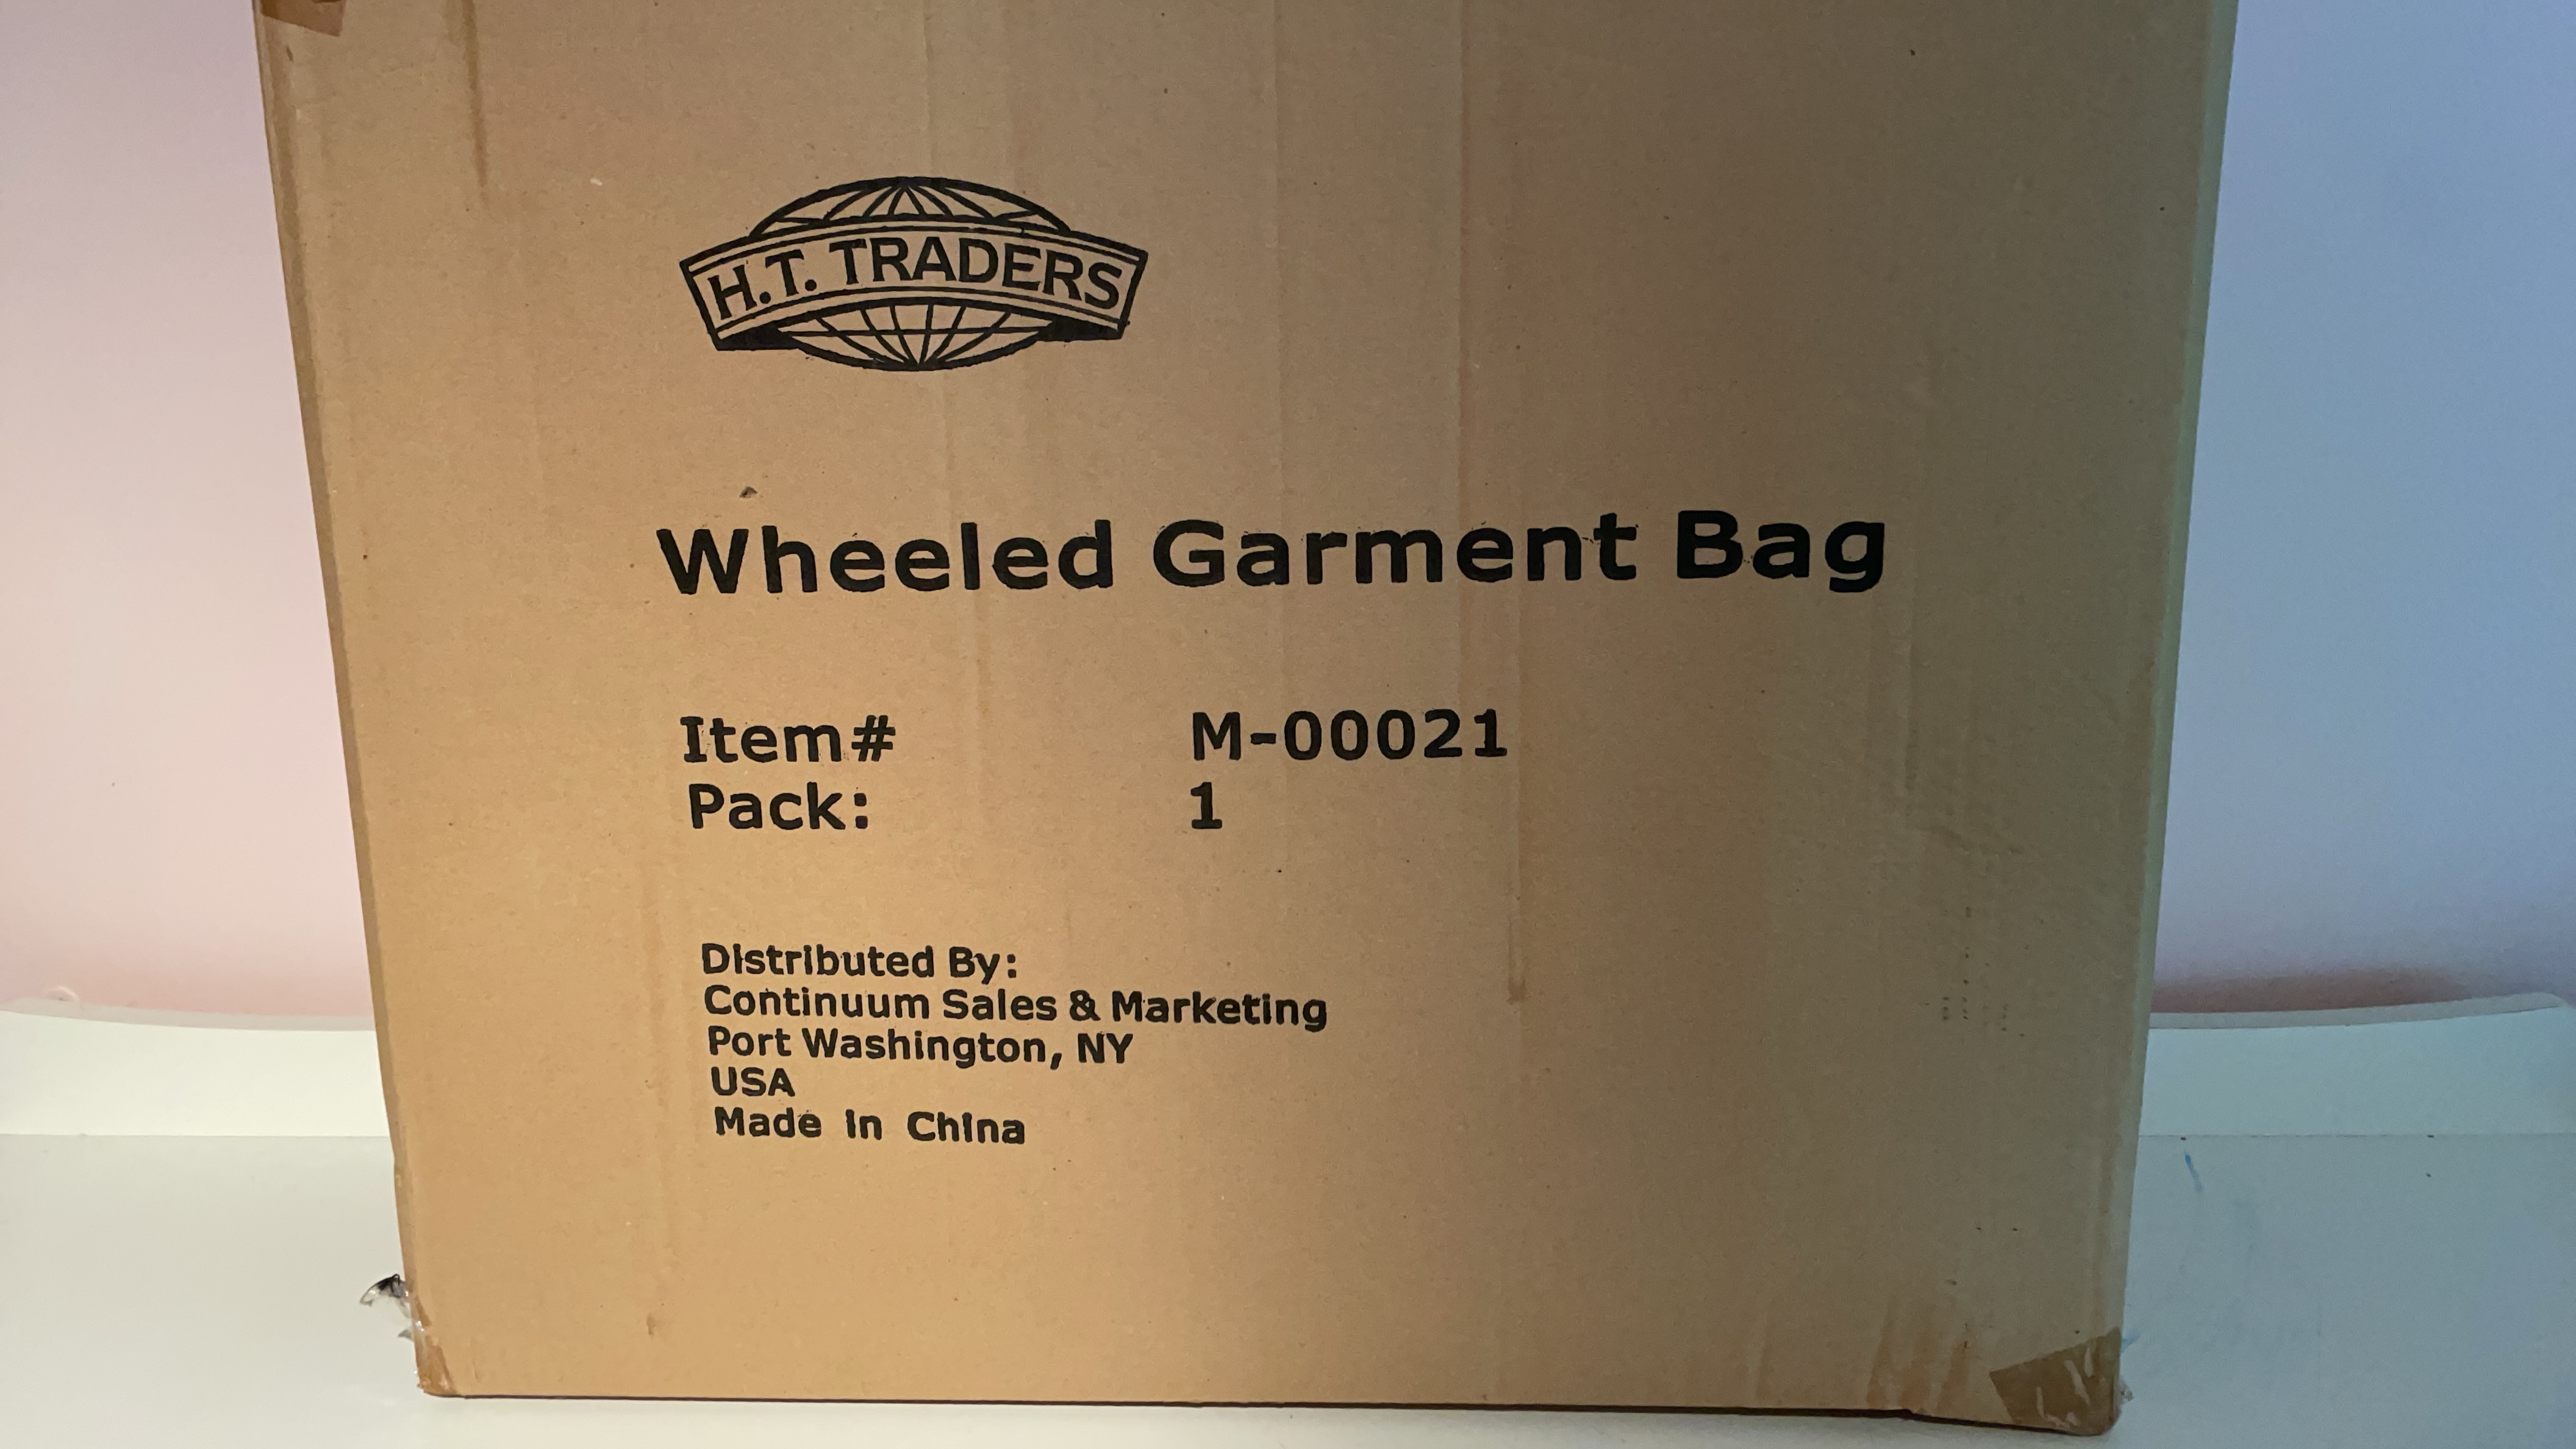 H.T. TRADERS
Wheeled Garment Bag
Item# M-00021
Pack: 1
Distributed By:
Continuum Sales & Marketing
Port Washington, NY
USA
Made in China